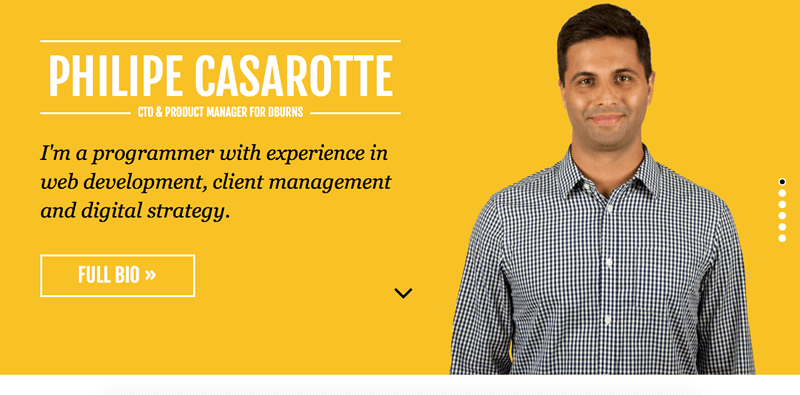 PHILIPE CASAROTTE
CTO & PRODUCT MANAGER FOR DBURNS
I'm a programmer with experience in
web development, client management
and digital strategy.
FULL BIO »